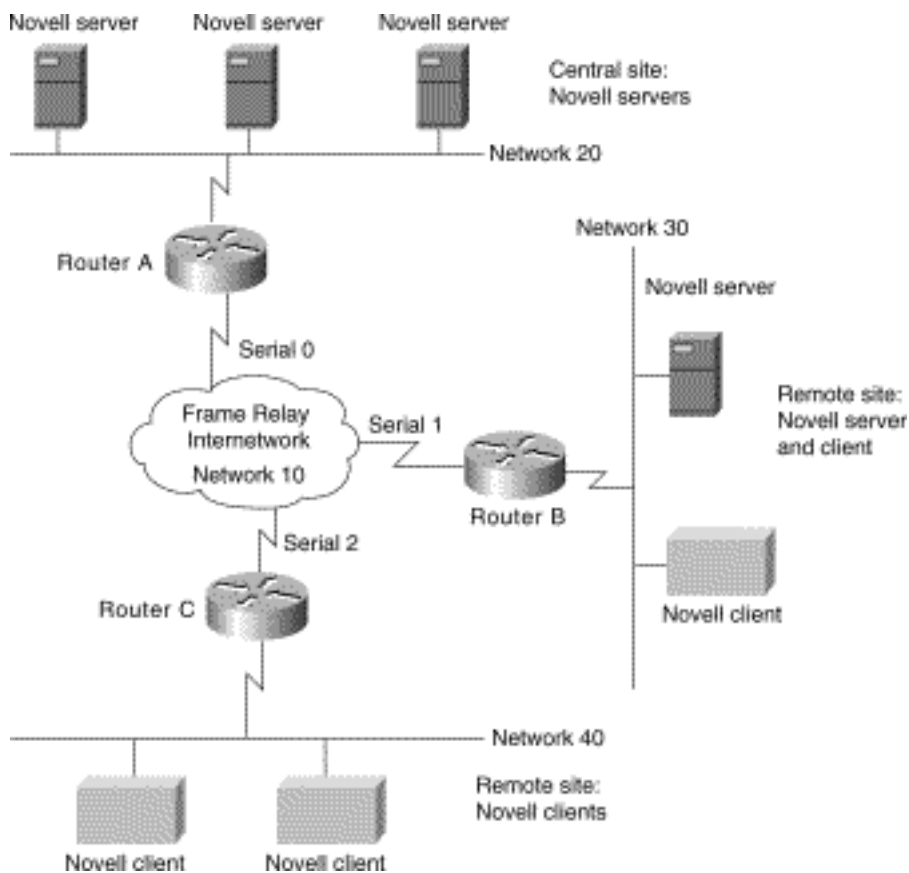 Novell server
Novell server
Novell server
Central site:
Novell servers
Network 20
Router A
Network 30
Novell server
Serial 0
Frame Relay
Internetwork
Network 10
Serial 1
Remote site:
Novell server
and client
Router B
Serial 2
Router C
Novell client
Network 40
Remote site:
Novell clients
Novell client
Novell client